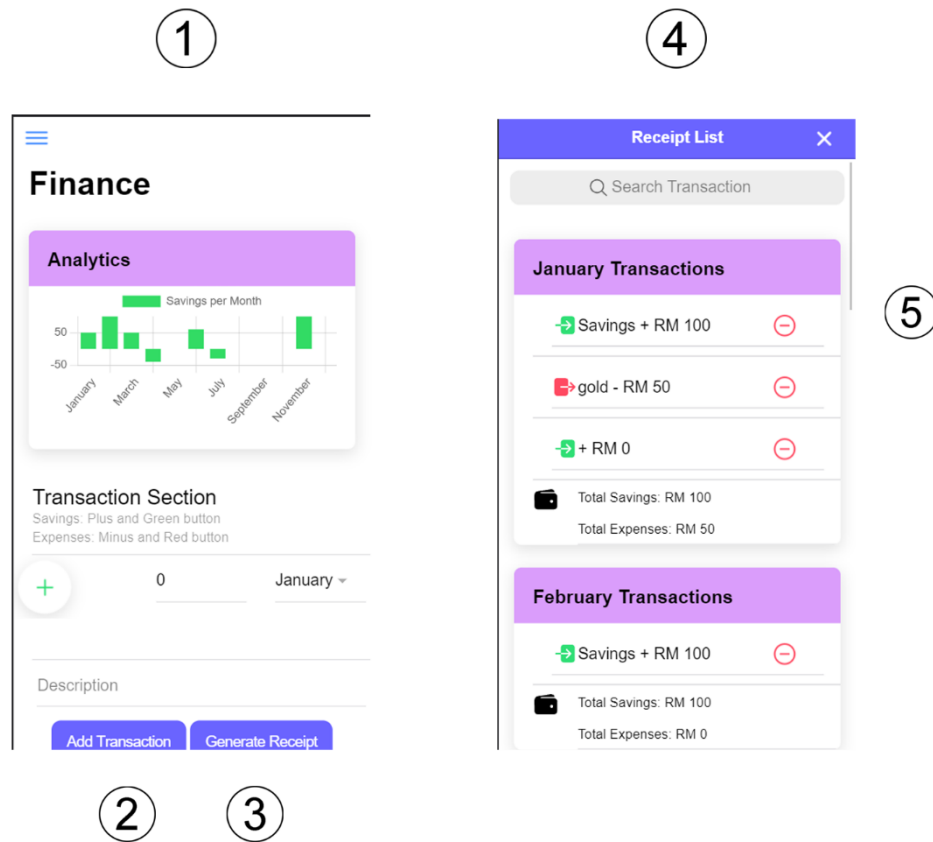 1
4
Finance
Analytics
Savings per Month
50
-50
January
March
May
July
September
November
Transaction Section
Savings: Plus and Green button
Expenses: Minus and Red button
+
0
January
Description
Add Transaction
Generate Receipt
2
3
Receipt List
Search Transaction
January Transactions
Savings + RM 100
gold - RM 50
+ RM 0
Total Savings: RM 100
Total Expenses: RM 50
February Transactions
Savings + RM 100
Total Savings: RM 100
Total Expenses: RM 0
5